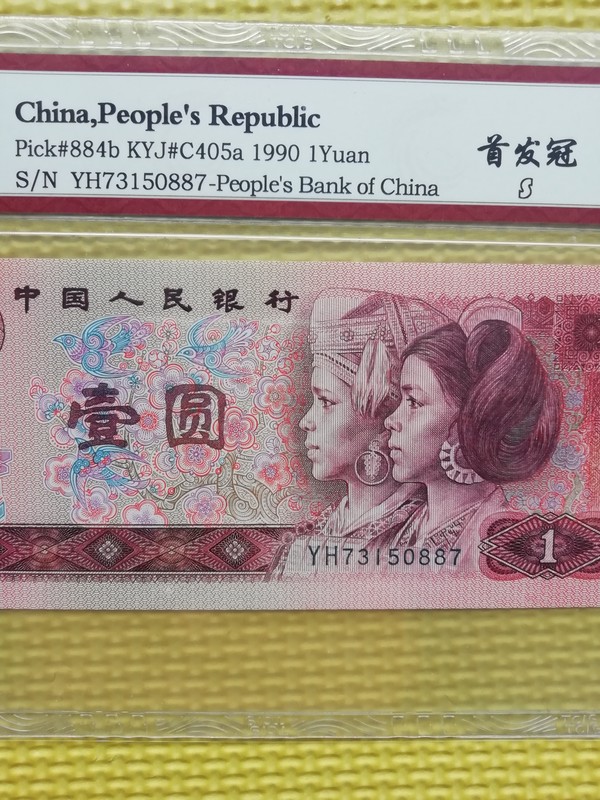 China,People's Republic
Pick#884b KYJ#C405a 1990 1Yuan
首发冠
S/N YH73150887-People's Bank of China
中国人民银行
壹圆
YH73150887
1